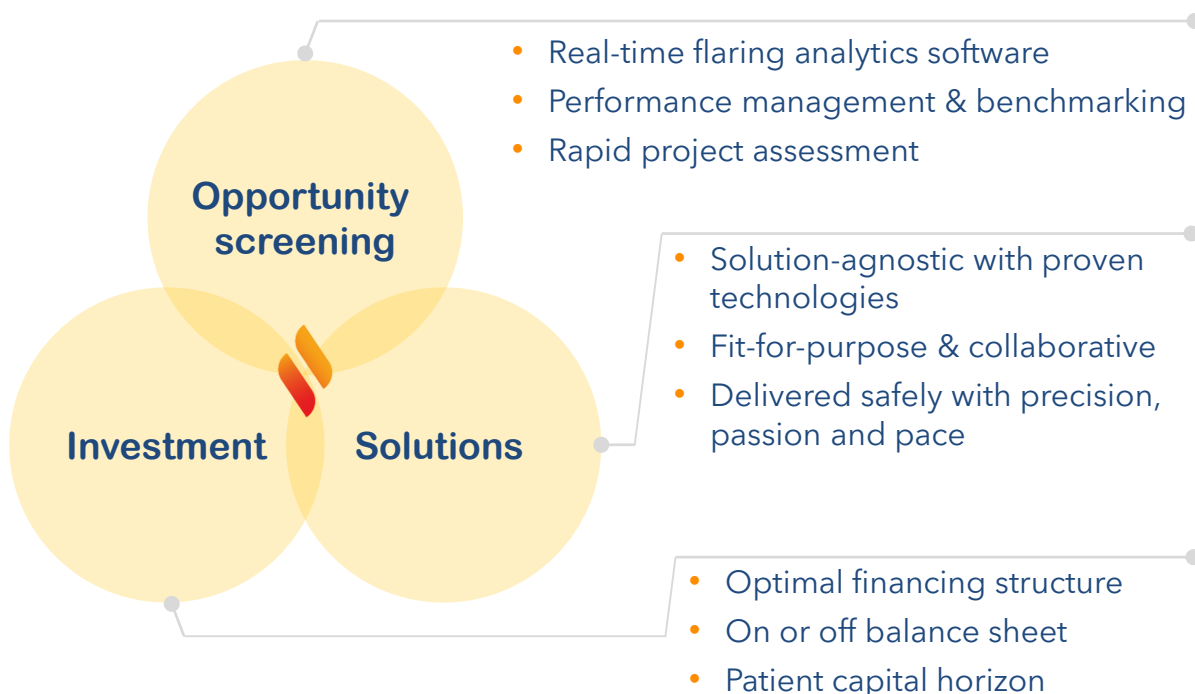 • Real-time flaring analytics software
• Performance management & benchmarking
• Rapid project assessment
Opportunity
screening
• Solution-agnostic with proven
technologies
• Fit-for-purpose & collaborative
• Delivered safely with precision,
passion and pace
Investment
Solutions
• Optimal financing structure
• On or off balance sheet
• Patient capital horizon